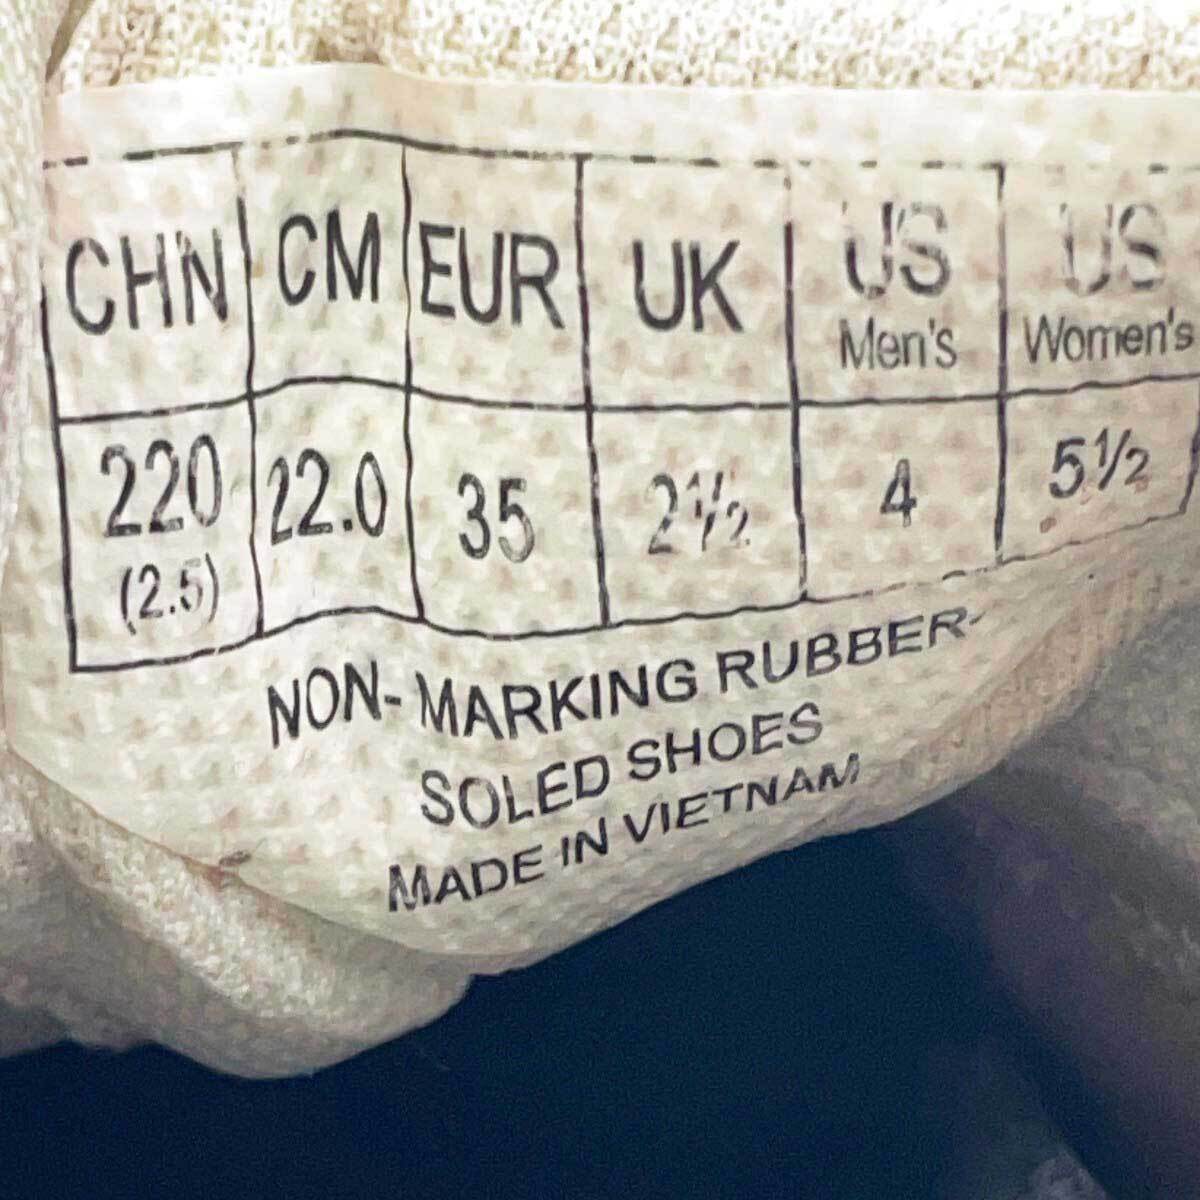 CHN CM EUR UK US Men's US Women's
220 (2.5) 22.0 35 2½ 4 5½
NON-MARKING RUBBER-
SOLED SHOES
MADE IN VIETNAM